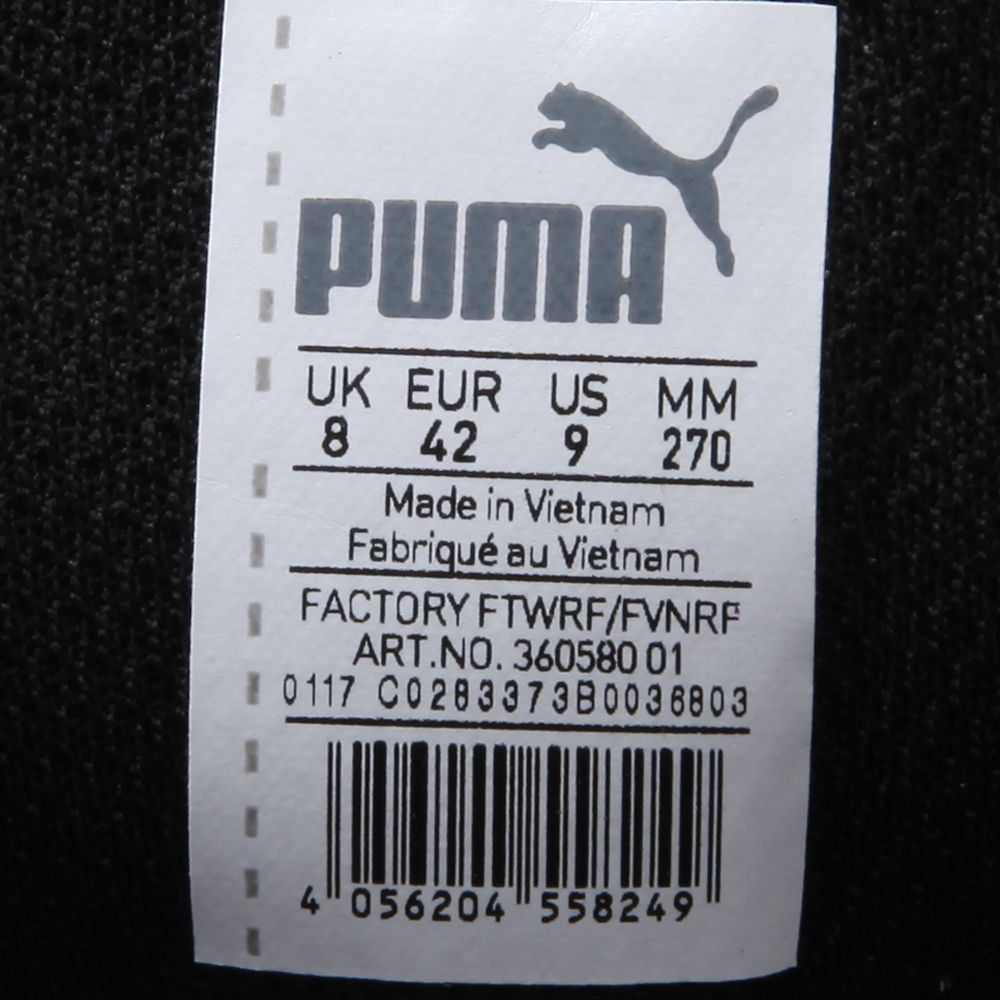 PUMA
UK EUR US MM
8 42 9 270
Made in Vietnam
Fabriqué au Vietnam
FACTORY FTWRF/FVNRF
ART.NO. 360580 01
0117 C0283373B0036803
4 056204 558249